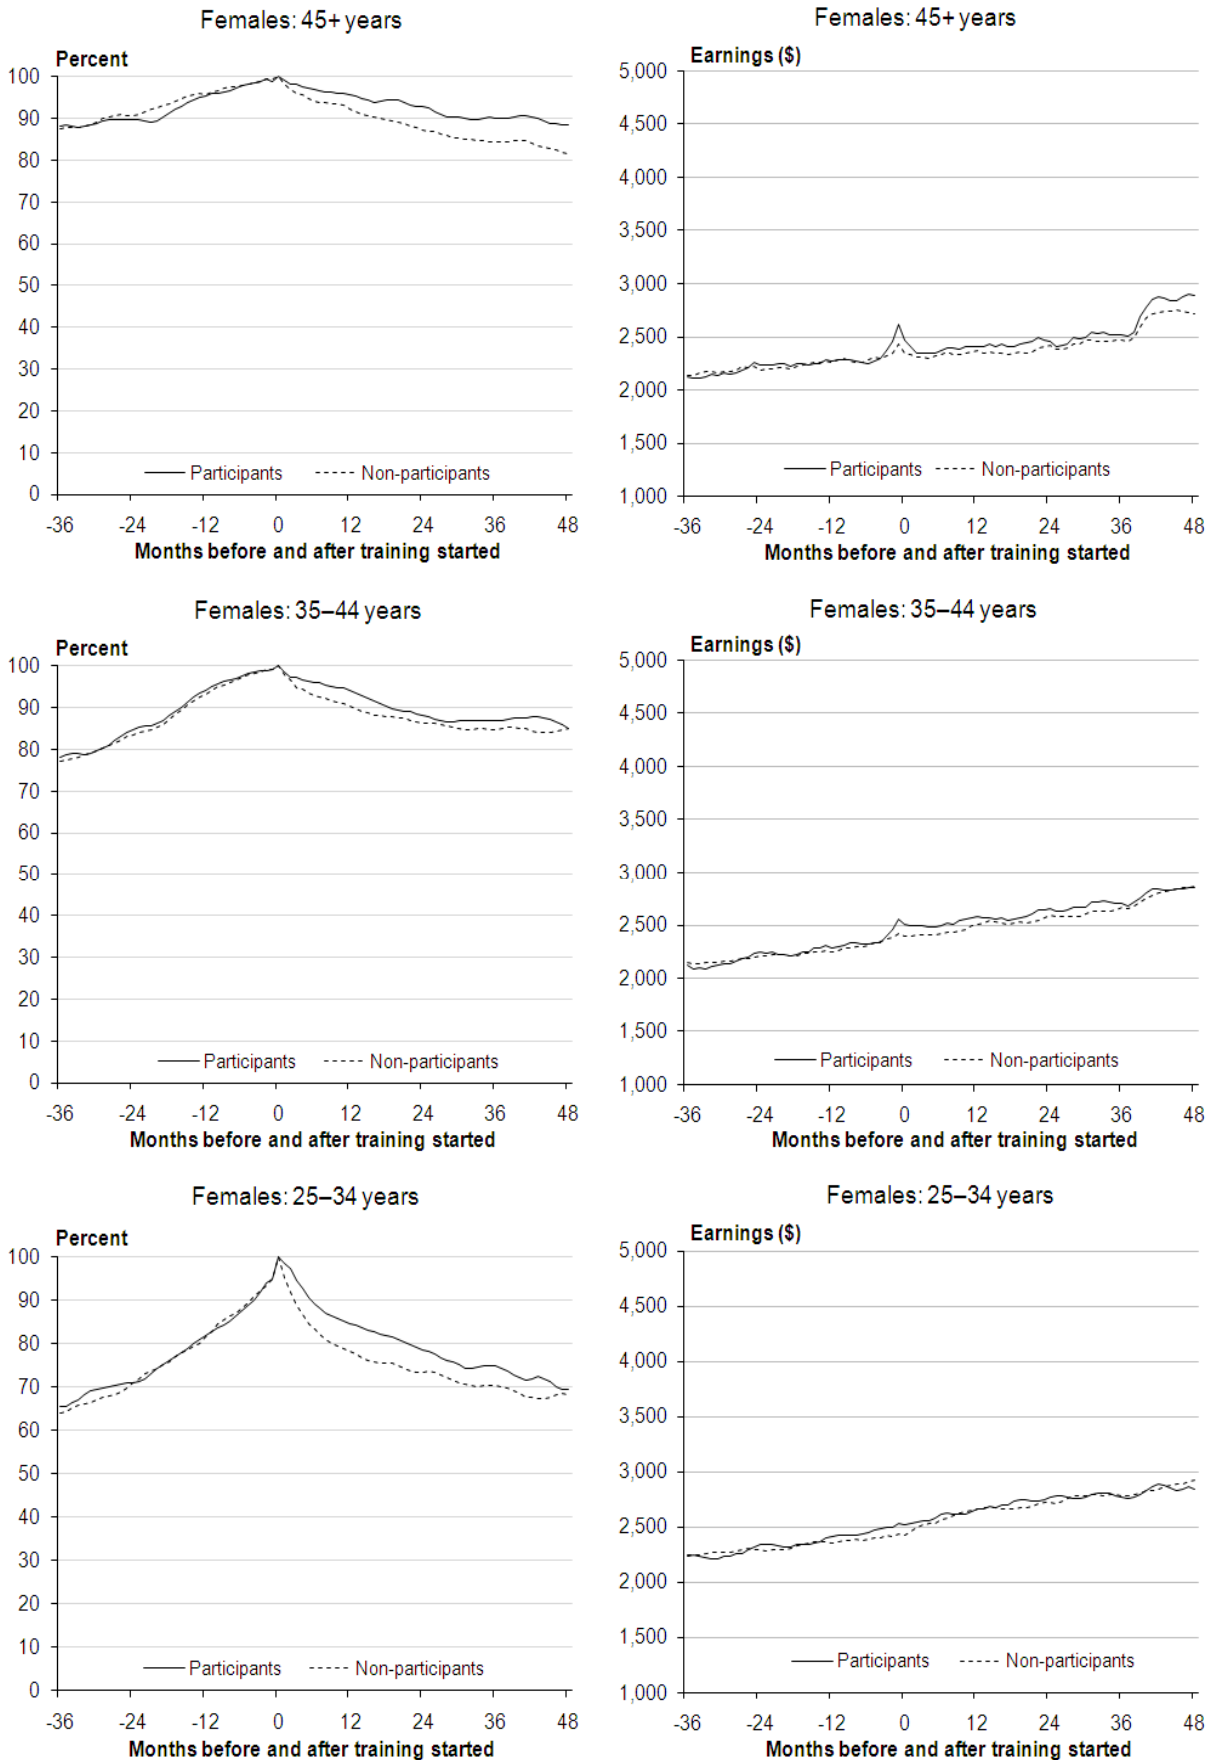 Females: 45+ years
Percent
100
90
80
70
60
50
40
30
20
10
0
Participants Non-participants
-36 -24 -12 0 12 24 36 48
Months before and after training started
Females: 45+ years
Earnings ($)
5,000
4,500
4,000
3,500
3,000
2,500
2,000
1,500
1,000
Participants Non-participants
-36 -24 -12 0 12 24 36 48
Months before and after training started
Females: 35–44 years
Percent
100
90
80
70
60
50
40
30
20
10
0
Participants Non-participants
-36 -24 -12 0 12 24 36 48
Months before and after training started
Females: 35–44 years
Earnings ($)
5,000
4,500
4,000
3,500
3,000
2,500
2,000
1,500
1,000
Participants Non-participants
-36 -24 -12 0 12 24 36 48
Months before and after training started
Females: 25–34 years
Percent
100
90
80
70
60
50
40
30
20
10
0
Participants Non-participants
-36 -24 -12 0 12 24 36 48
Months before and after training started
Females: 25–34 years
Earnings ($)
5,000
4,500
4,000
3,500
3,000
2,500
2,000
1,500
1,000
Participants Non-participants
-36 -24 -12 0 12 24 36 48
Months before and after training started